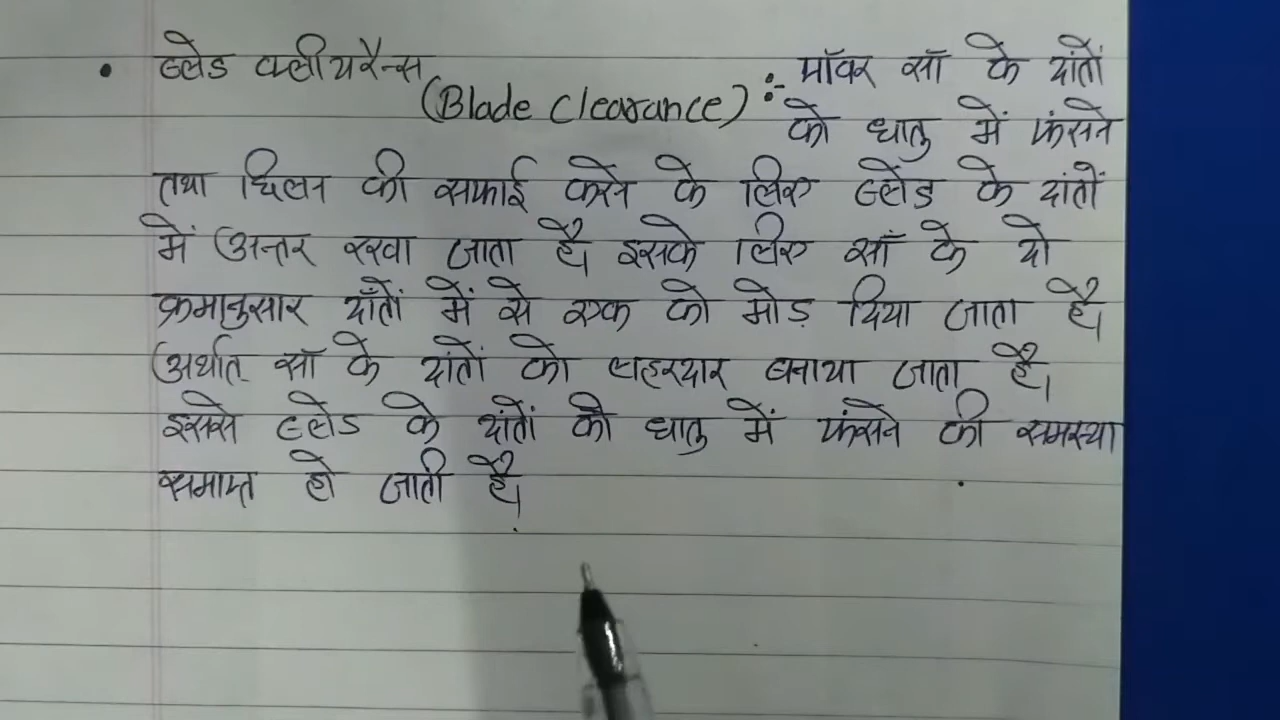 • ब्लेड क्लीयरैन्स (Blade Clearance) :- पॉवर सॉ के दांतों
को धातु में फंसने
तथा छिलन की सफाई करने के लिए ब्लेड के दांतों
में अन्तर रखा जाता है। इसके लिए सॉ के दो
क्रमानुसार दाँतों में से एक को मोड़ दिया जाता है।
अर्थात् सॉ के दांतों को लहरदार बनाया जाता है।
इससे ब्लेड के दांतों को धातु में फंसने की समस्या
समाप्त हो जाती है।